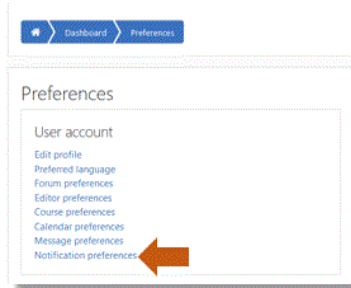 Dashboard Preferences
Preferences
User account
Edit profile
Preferred language
Forum preferences
Editor preferences
Course preferences
Calendar preferences
Message preferences
Notification preferences